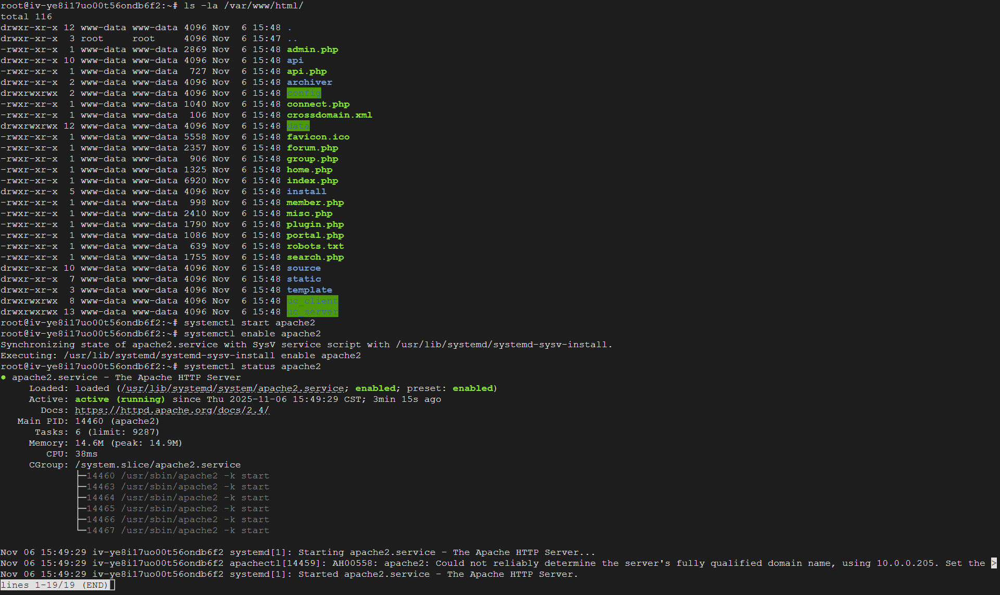 root@iv-ye8i17uo00t56ondb6f2:~# ls -la /var/www/html/
total 116
drwxr-xr-x 12 www-data www-data 4096 Nov  6 15:48 .
drwxr-xr-x  3 root     root     4096 Nov  6 15:47 ..
-rwxr-xr-x  1 www-data www-data 2869 Nov  6 15:48 admin.php
drwxr-xr-x 10 www-data www-data 4096 Nov  6 15:48 api
-rwxr-xr-x  1 www-data www-data  727 Nov  6 15:48 api.php
drwxr-xr-x  2 www-data www-data 4096 Nov  6 15:48 archiver
drwxrwxrwx  2 www-data www-data 4096 Nov  6 15:48 config
-rwxr-xr-x  1 www-data www-data 1040 Nov  6 15:48 connect.php
-rwxr-xr-x  1 www-data www-data  106 Nov  6 15:48 crossdomain.xml
drwxrwxrwx 12 www-data www-data 4096 Nov  6 15:48 data
-rwxr-xr-x  1 www-data www-data 5558 Nov  6 15:48 favicon.ico
-rwxr-xr-x  1 www-data www-data 2357 Nov  6 15:48 forum.php
-rwxr-xr-x  1 www-data www-data  906 Nov  6 15:48 group.php
-rwxr-xr-x  1 www-data www-data 1325 Nov  6 15:48 home.php
-rwxr-xr-x  1 www-data www-data 6920 Nov  6 15:48 index.php
drwxr-xr-x  5 www-data www-data 4096 Nov  6 15:48 install
-rwxr-xr-x  1 www-data www-data  998 Nov  6 15:48 member.php
-rwxr-xr-x  1 www-data www-data 2410 Nov  6 15:48 misc.php
-rwxr-xr-x  1 www-data www-data 1790 Nov  6 15:48 plugin.php
-rwxr-xr-x  1 www-data www-data 1086 Nov  6 15:48 portal.php
-rwxr-xr-x  1 www-data www-data  639 Nov  6 15:48 robots.txt
-rwxr-xr-x  1 www-data www-data 1755 Nov  6 15:48 search.php
drwxr-xr-x 10 www-data www-data 4096 Nov  6 15:48 source
drwxr-xr-x  7 www-data www-data 4096 Nov  6 15:48 static
drwxr-xr-x  3 www-data www-data 4096 Nov  6 15:48 template
drwxrwxrwx  8 www-data www-data 4096 Nov  6 15:48 uc_client
drwxrwxrwx 13 www-data www-data 4096 Nov  6 15:48 uc_server
root@iv-ye8i17uo00t56ondb6f2:~# systemctl start apache2
root@iv-ye8i17uo00t56ondb6f2:~# systemctl enable apache2
Synchronizing state of apache2.service with SysV service script with /usr/lib/systemd/systemd-sysv-install.
Executing: /usr/lib/systemd/systemd-sysv-install enable apache2
root@iv-ye8i17uo00t56ondb6f2:~# systemctl status apache2
● apache2.service - The Apache HTTP Server
     Loaded: loaded (/usr/lib/systemd/system/apache2.service; enabled; preset: enabled)
     Active: active (running) since Thu 2025-11-06 15:49:29 CST; 3min 15s ago
       Docs: https://httpd.apache.org/docs/2.4/
   Main PID: 14460 (apache2)
      Tasks: 6 (limit: 9287)
     Memory: 14.6M (peak: 14.9M)
        CPU: 38ms
     CGroup: /system.slice/apache2.service
             ├─14460 /usr/sbin/apache2 -k start
             ├─14463 /usr/sbin/apache2 -k start
             ├─14464 /usr/sbin/apache2 -k start
             ├─14465 /usr/sbin/apache2 -k start
             ├─14466 /usr/sbin/apache2 -k start
             └─14467 /usr/sbin/apache2 -k start
Nov 06 15:49:29 iv-ye8i17uo00t56ondb6f2 systemd[1]: Starting apache2.service - The Apache HTTP Server...
Nov 06 15:49:29 iv-ye8i17uo00t56ondb6f2 apachectl[14459]: AH00558: apache2: Could not reliably determine the server's fully qualified domain name, using 10.0.0.205. Set the >
Nov 06 15:49:29 iv-ye8i17uo00t56ondb6f2 systemd[1]: Started apache2.service - The Apache HTTP Server.
lines 1-19/19 (END)